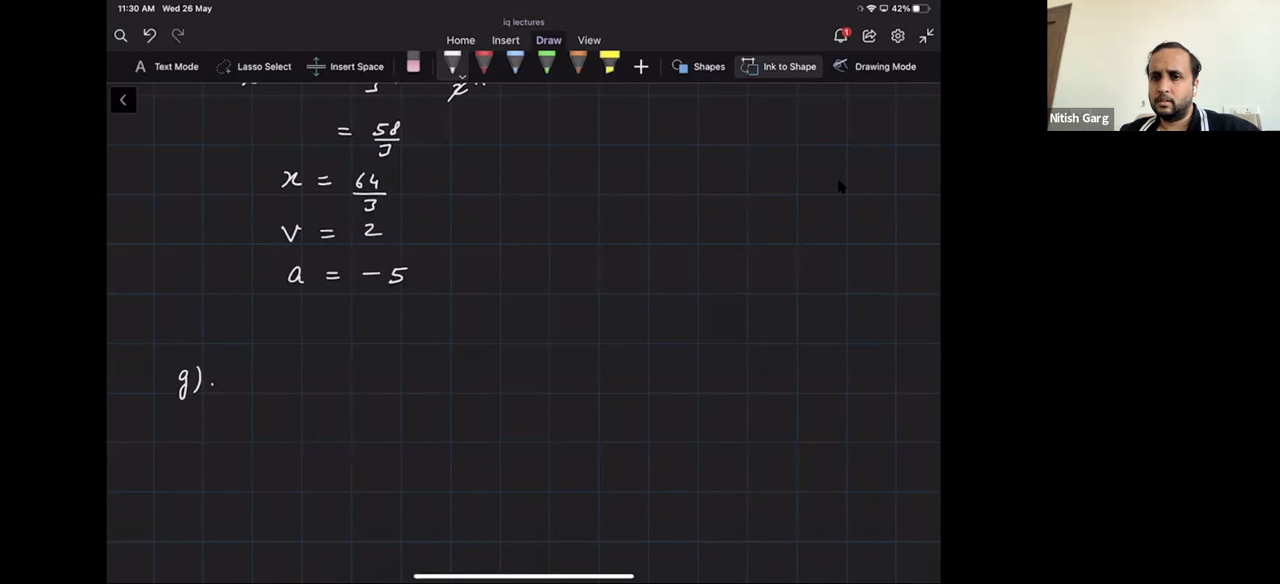 11:30 AM Wed 26 May
42%
iq lectures
Home Insert Draw View
1
Text Mode Lasso Select Insert Space Shapes Ink to Shape Drawing Mode
= 58/3
x = 64/3
v = 2
a = -5
g).
Nitish Garg